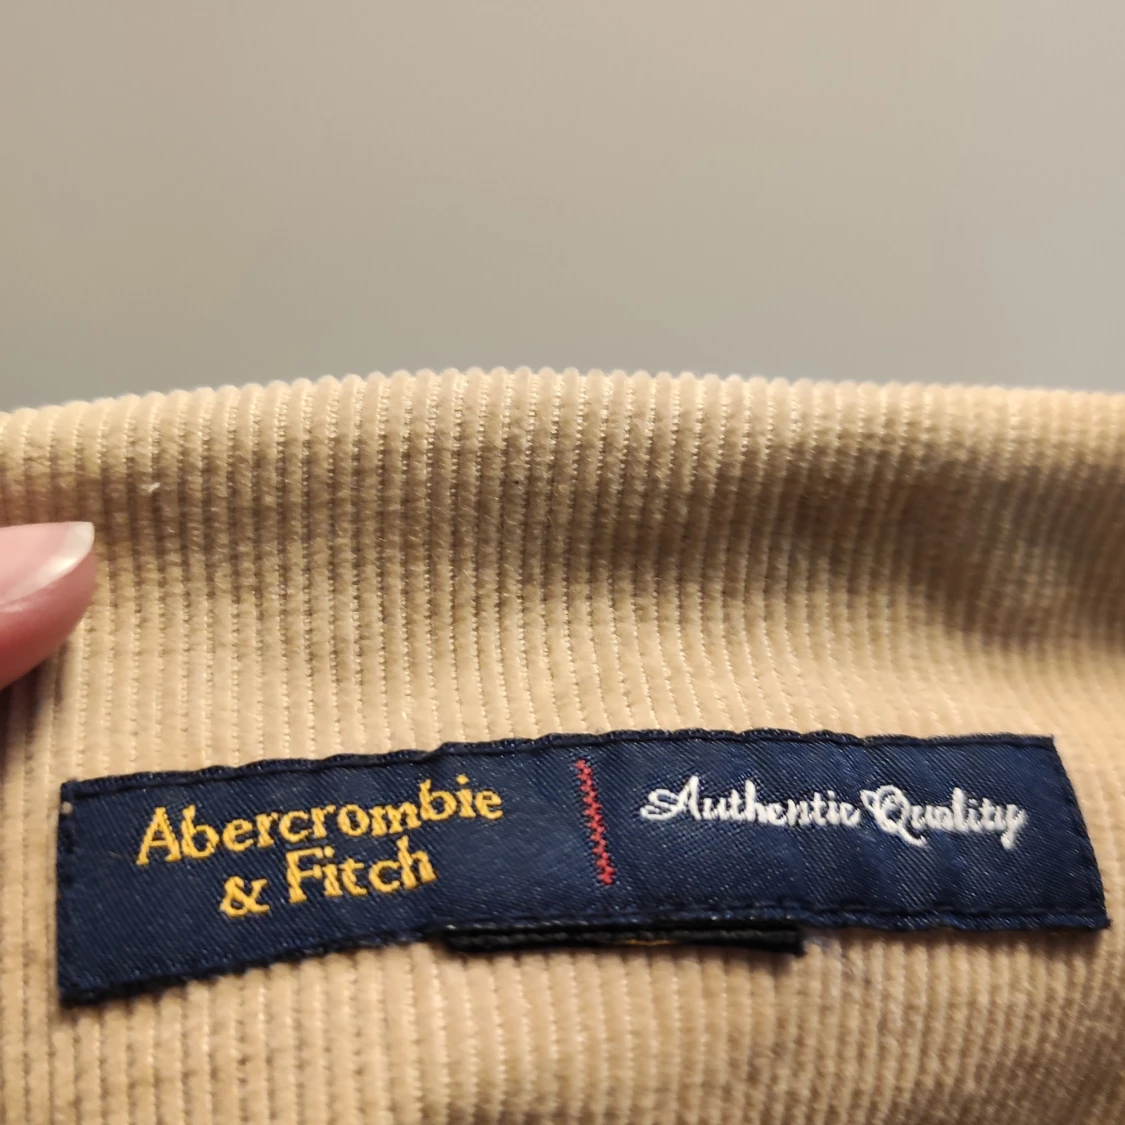 Abercrombie
& Fitch
Authentic Quality